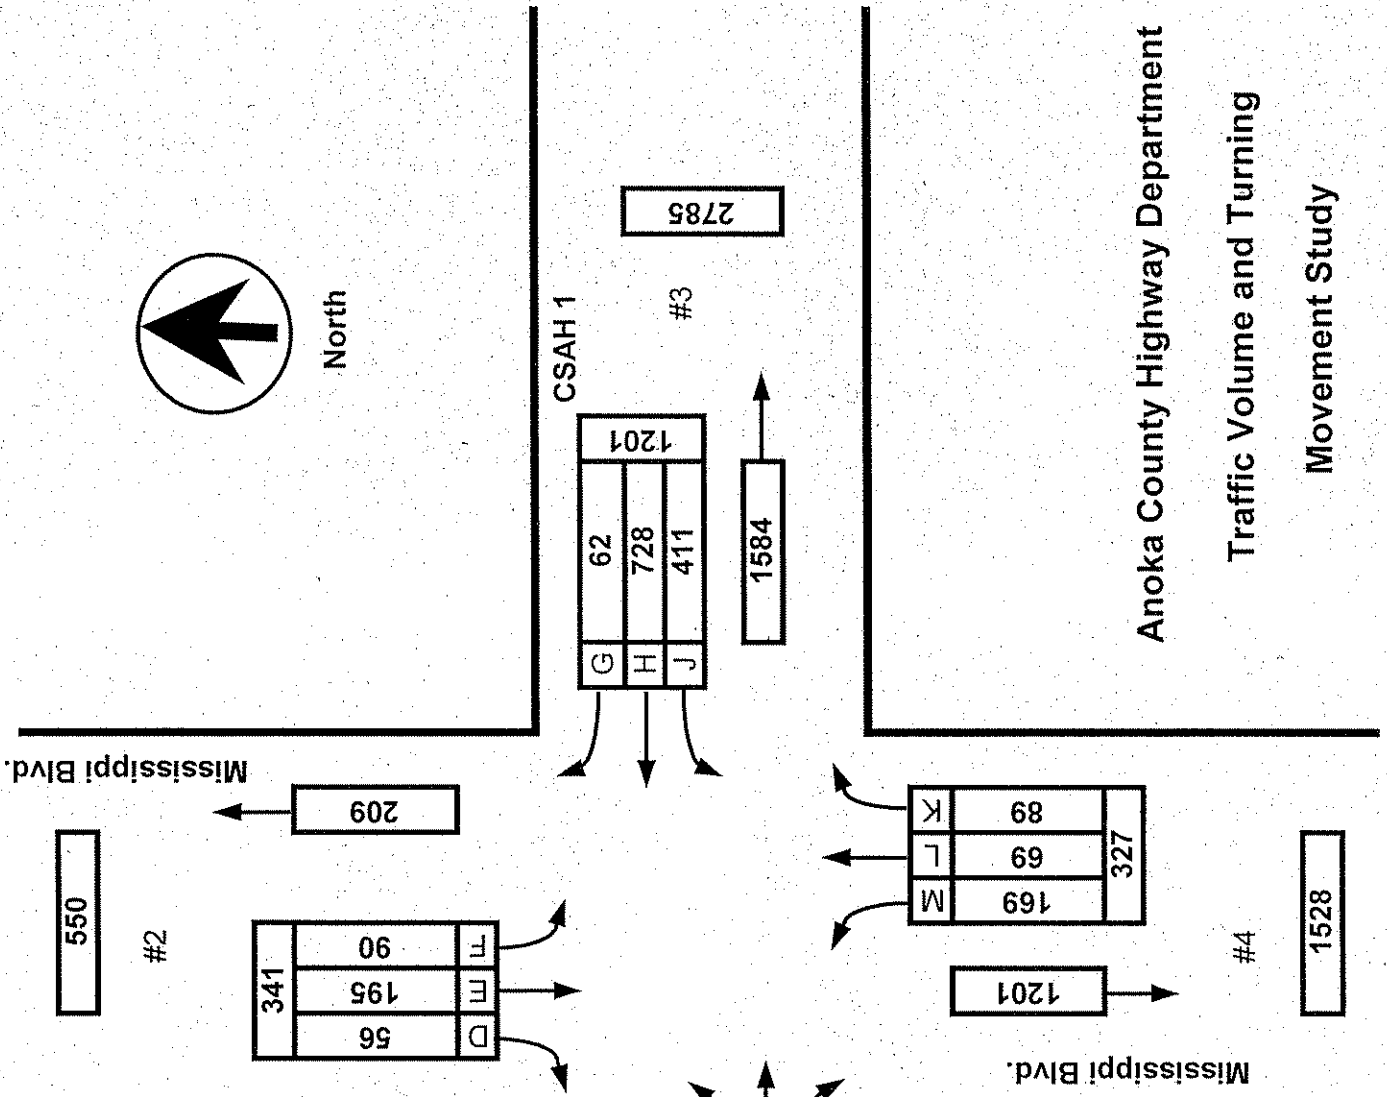 Anoka County Highway Department
Traffic Volume and Turning
Movement Study
North
Mississippi Blvd.
550
#2
209
341
90
195
56
F
E
D
CSAH 1
#3
2785
1201
62
728
411
G
H
J
1584
K
L
M
89
69
169
327
1201
#4
1528
Mississippi Blvd.